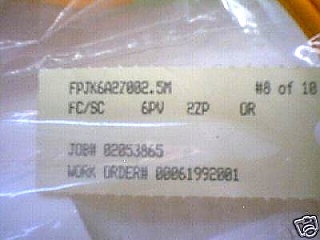 FPJK6A27002.5M #8 of 10
FC/SC 6PV 2ZP OR
JOB# 02053865
WORK ORDER# 00061992001